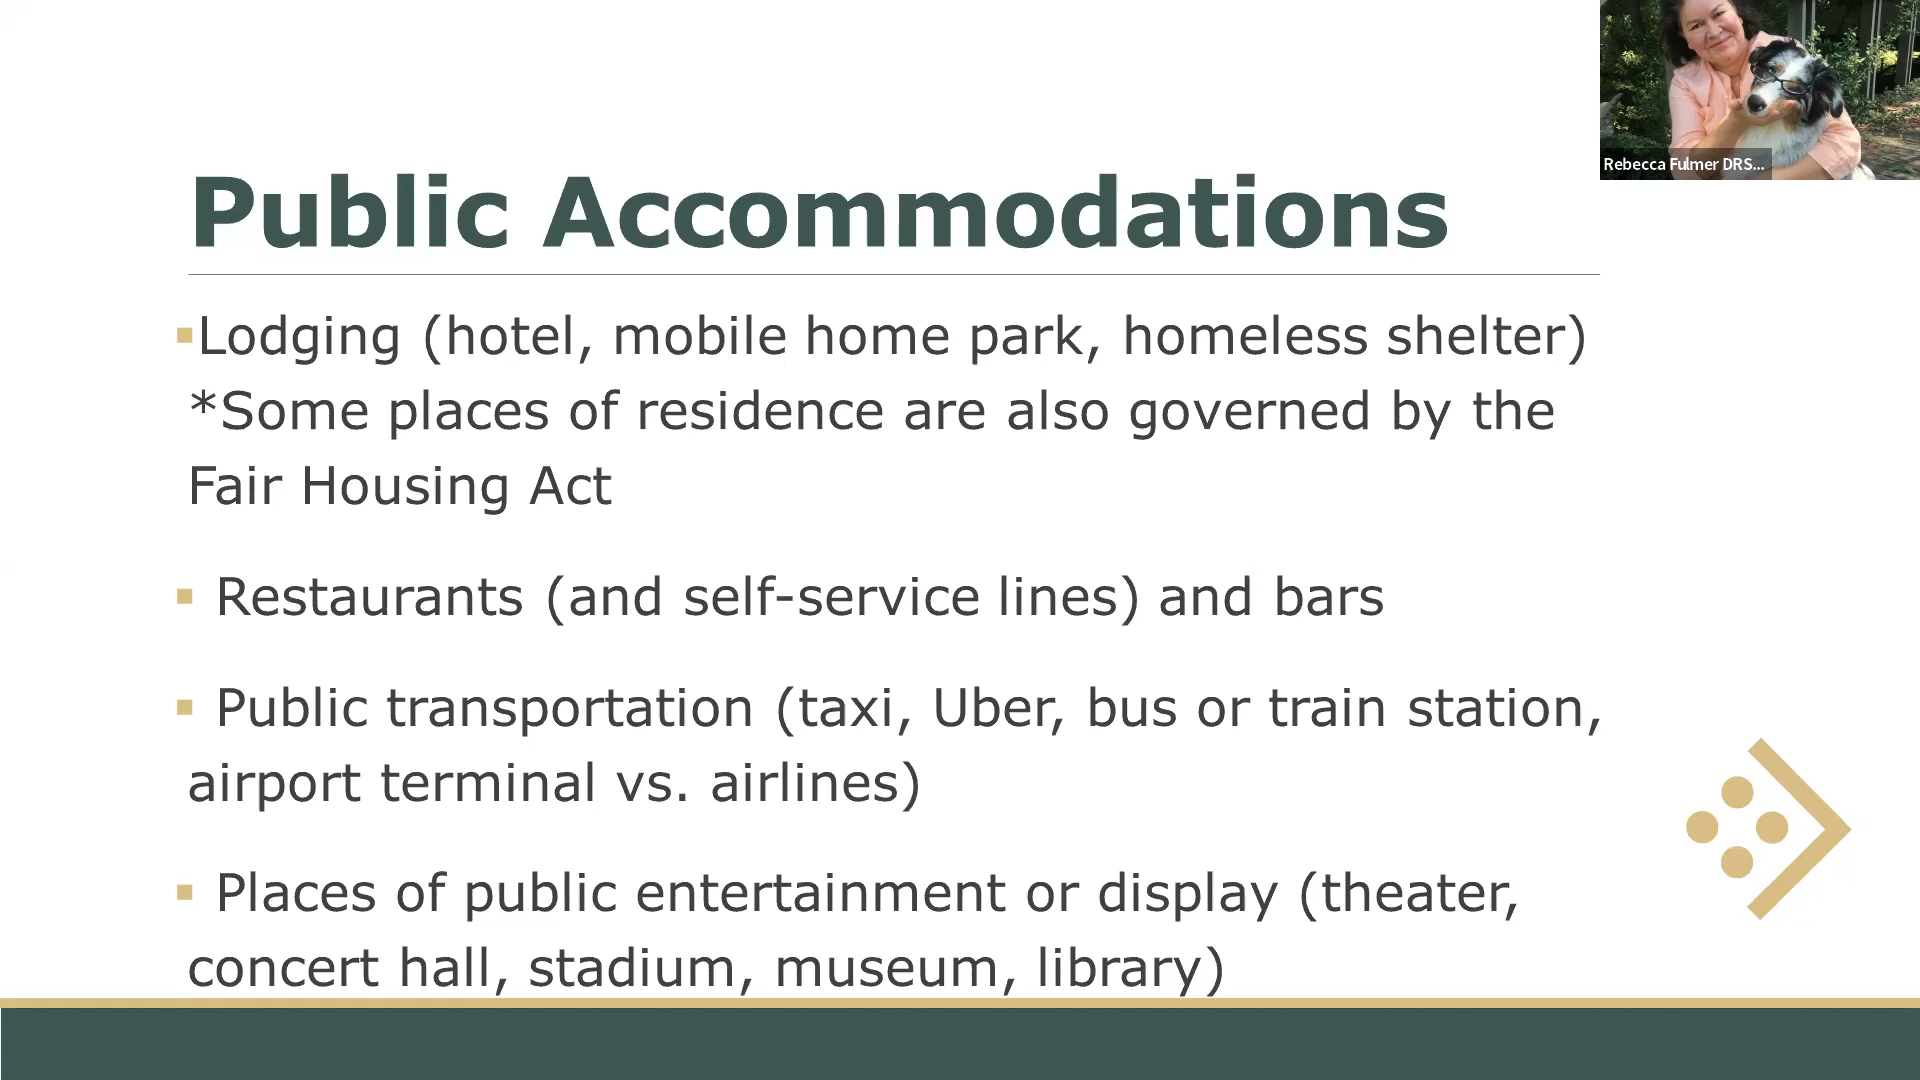 Rebecca Fulmer DRS...
Public Accommodations
▪Lodging (hotel, mobile home park, homeless shelter)
*Some places of residence are also governed by the
Fair Housing Act
▪ Restaurants (and self-service lines) and bars
▪ Public transportation (taxi, Uber, bus or train station,
airport terminal vs. airlines)
▪ Places of public entertainment or display (theater,
concert hall, stadium, museum, library)